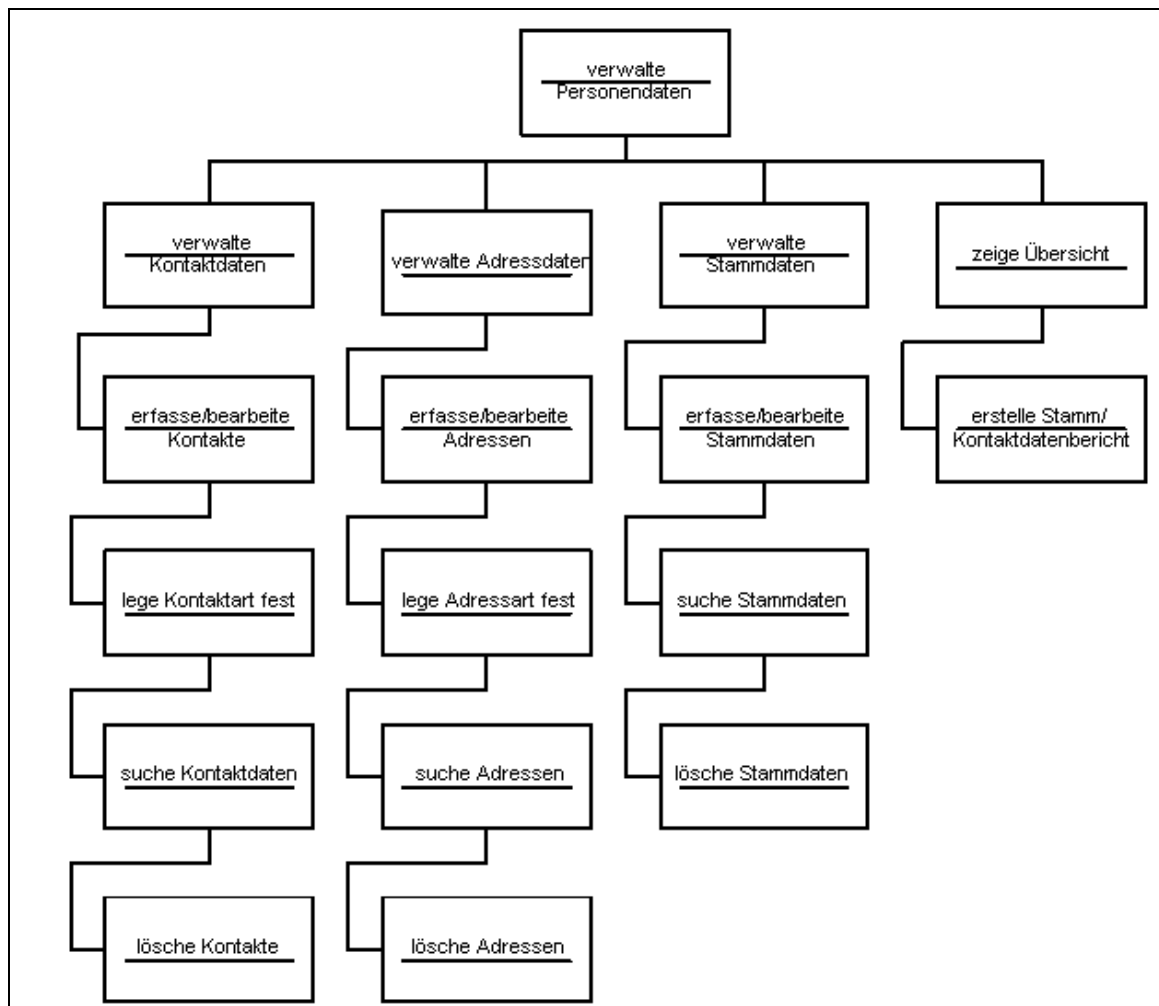 verwalte
Personendaten
verwalte
Kontaktdaten
verwalte Adressdaten
verwalte
Stammdaten
zeige Übersicht
erfasse/bearbeite
Kontakte
erfasse/bearbeite
Adressen
erfasse/bearbeite
Stammdaten
erstelle Stamm/
Kontaktdatenbericht
lege Kontaktart fest
lege Adressart fest
suche Stammdaten
suche Kontaktdaten
suche Adressen
lösche Stammdaten
lösche Kontakte
lösche Adressen